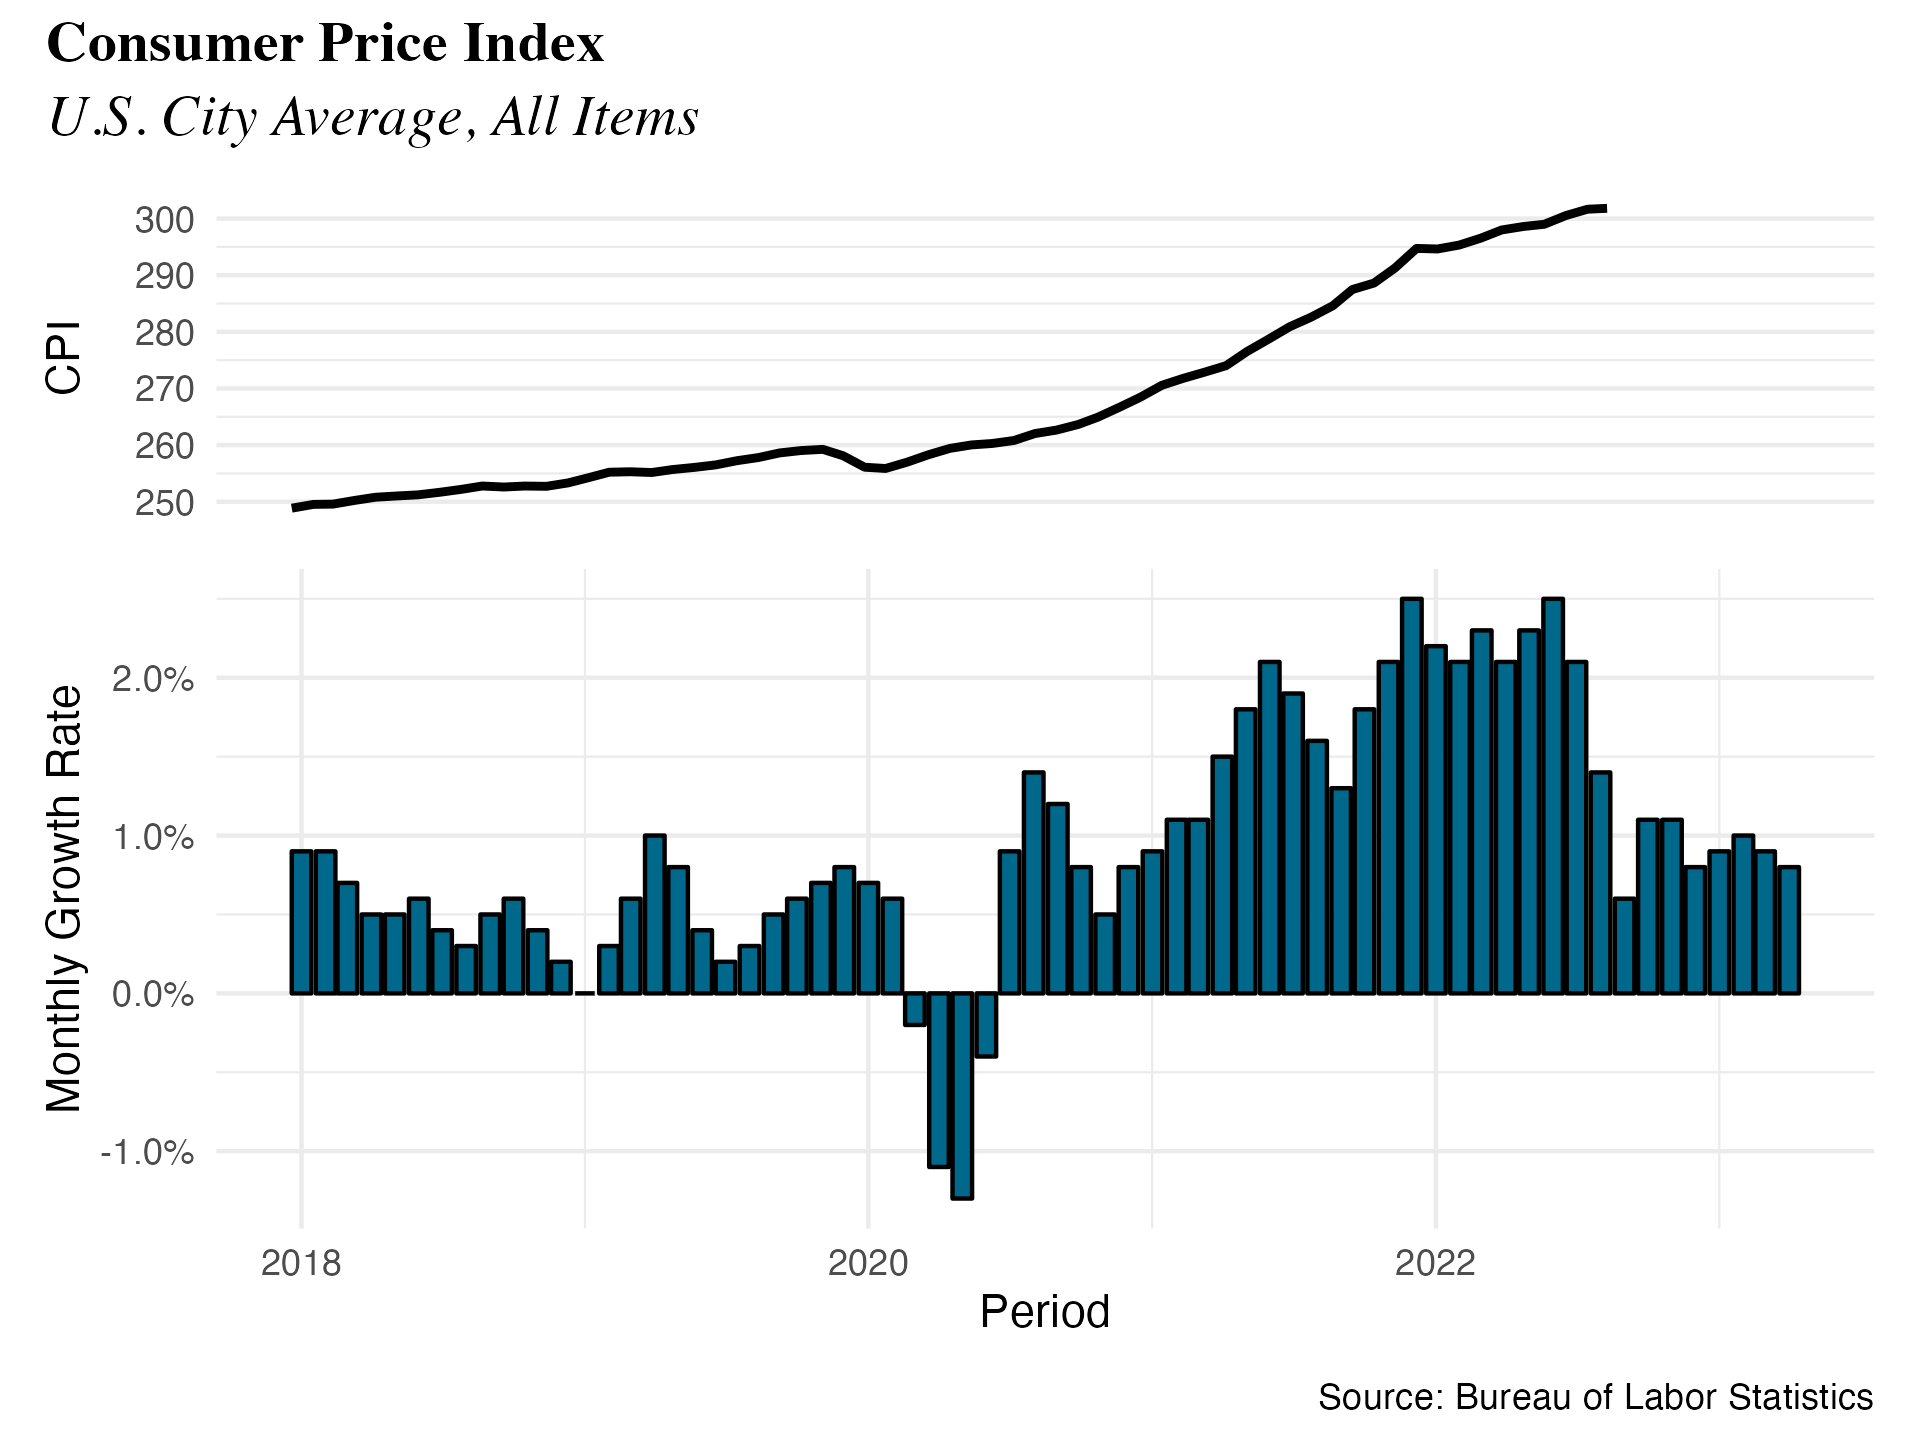 Consumer Price Index
U.S. City Average, All Items
CPI
300
290
280
270
260
250
Monthly Growth Rate
2.0%
1.0%
0.0%
-1.0%
2018 2020 2022
Period
Source: Bureau of Labor Statistics